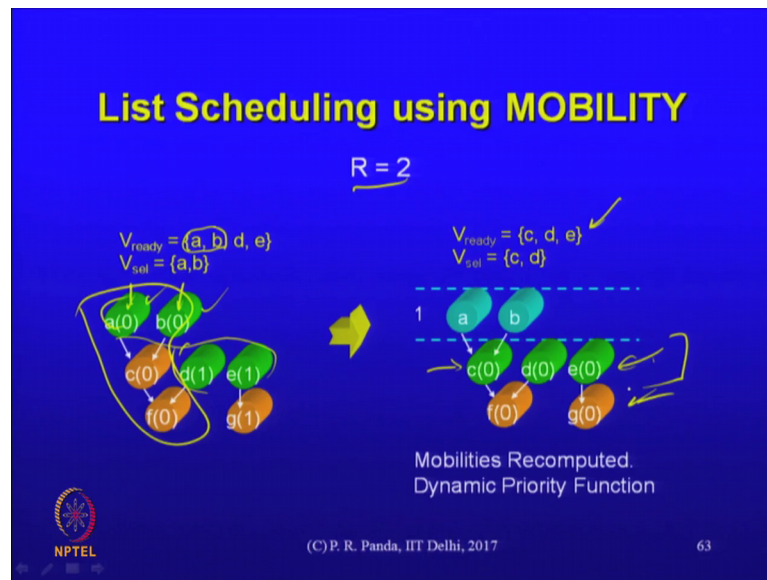 List Scheduling using MOBILITY
R = 2
Vready = {a, b, d, e}
Vsel = {a,b}
a(0) b(0)
c(0) d(1) e(1)
f(0) g(1)
Vready = {c, d, e}
Vsel = {c, d}
1 a b
c(0) d(0) e(0)
f(0) g(0)
Mobilities Recomputed.
Dynamic Priority Function
NPTEL
(C) P. R. Panda, IIT Delhi, 2017
63